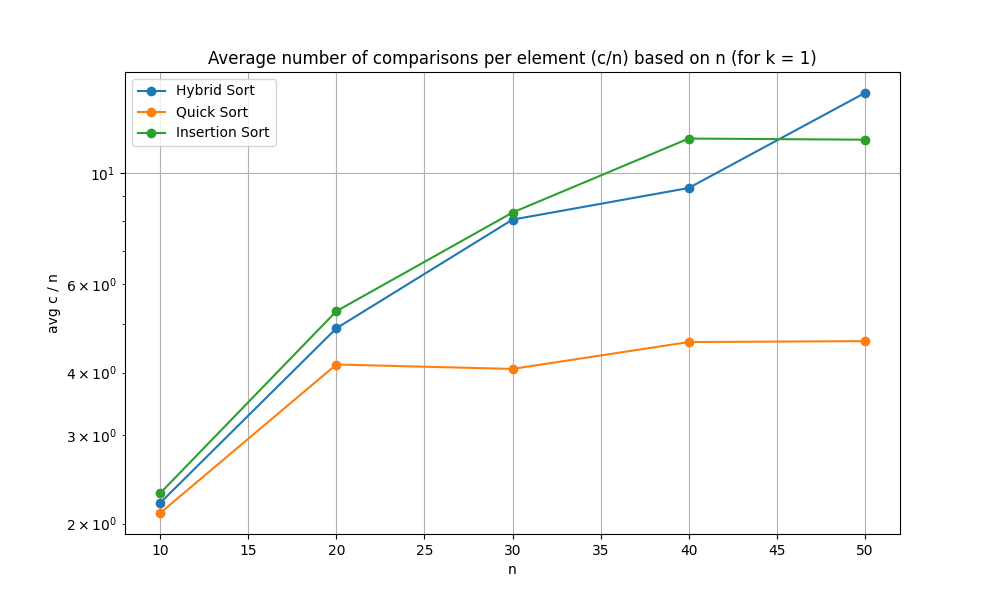 Average number of comparisons per element (c/n) based on n (for k = 1)
Hybrid Sort
Quick Sort
Insertion Sort
10¹
6 × 10⁰
4 × 10⁰
3 × 10⁰
2 × 10⁰
avg c / n
10 15 20 25 30 35 40 45 50
n